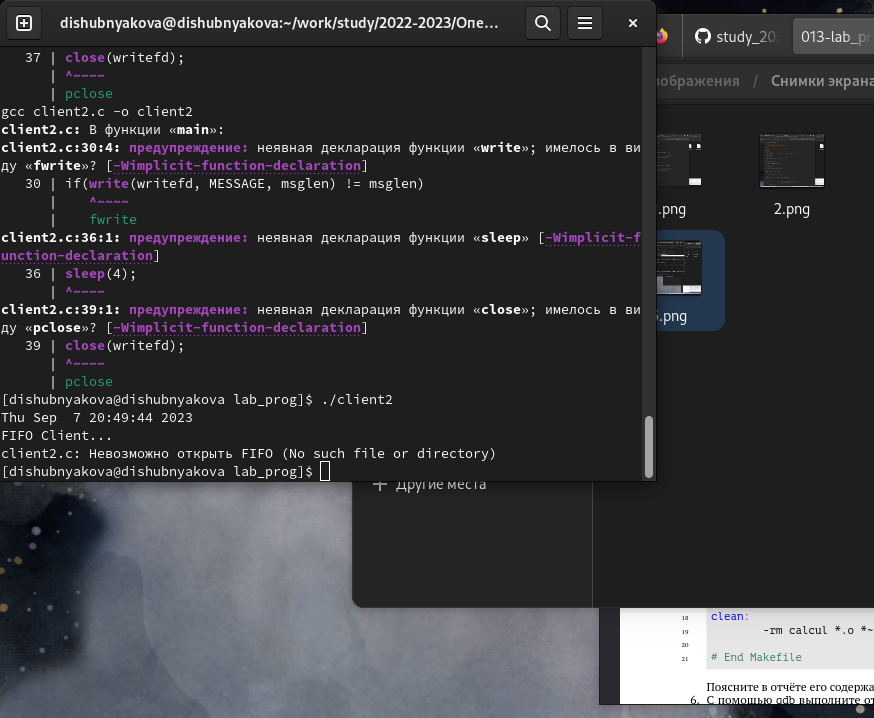 dishubnyakova@dishubnyakova:~/work/study/2022-2023/Опе...
37 | close(writefd);
| ^~~~~
| pclose
gcc client2.c -o client2
client2.c: В функции «main»:
client2.c:30:4: предупреждение: неявная декларация функции «write»; имелось в ви
ду «fwrite»? [-Wimplicit-function-declaration]
30 | if(write(writefd, MESSAGE, msglen) != msglen)
| ^~~~~
| fwrite
client2.c:36:1: предупреждение: неявная декларация функции «sleep» [-Wimplicit-f
unction-declaration]
36 | sleep(4);
| ^~~~~
client2.c:39:1: предупреждение: неявная декларация функции «close»; имелось в ви
ду «pclose»? [-Wimplicit-function-declaration]
39 | close(writefd);
| ^~~~~
| pclose
[dishubnyakova@dishubnyakova lab_prog]$ ./client2
Thu Sep  7 20:49:44 2023
FIFO Client...
client2.c: Невозможно открыть FIFO (No such file or directory)
[dishubnyakova@dishubnyakova lab_prog]$
study_20
013-lab_pr
ображения / Снимки экрана
.png
2.png
.png
Другие места
18 clean:
19 -rm calcul *.o *~
20
21 # End Makefile
Поясните в отчёте его содержа
6. С помощью gdb выполните от